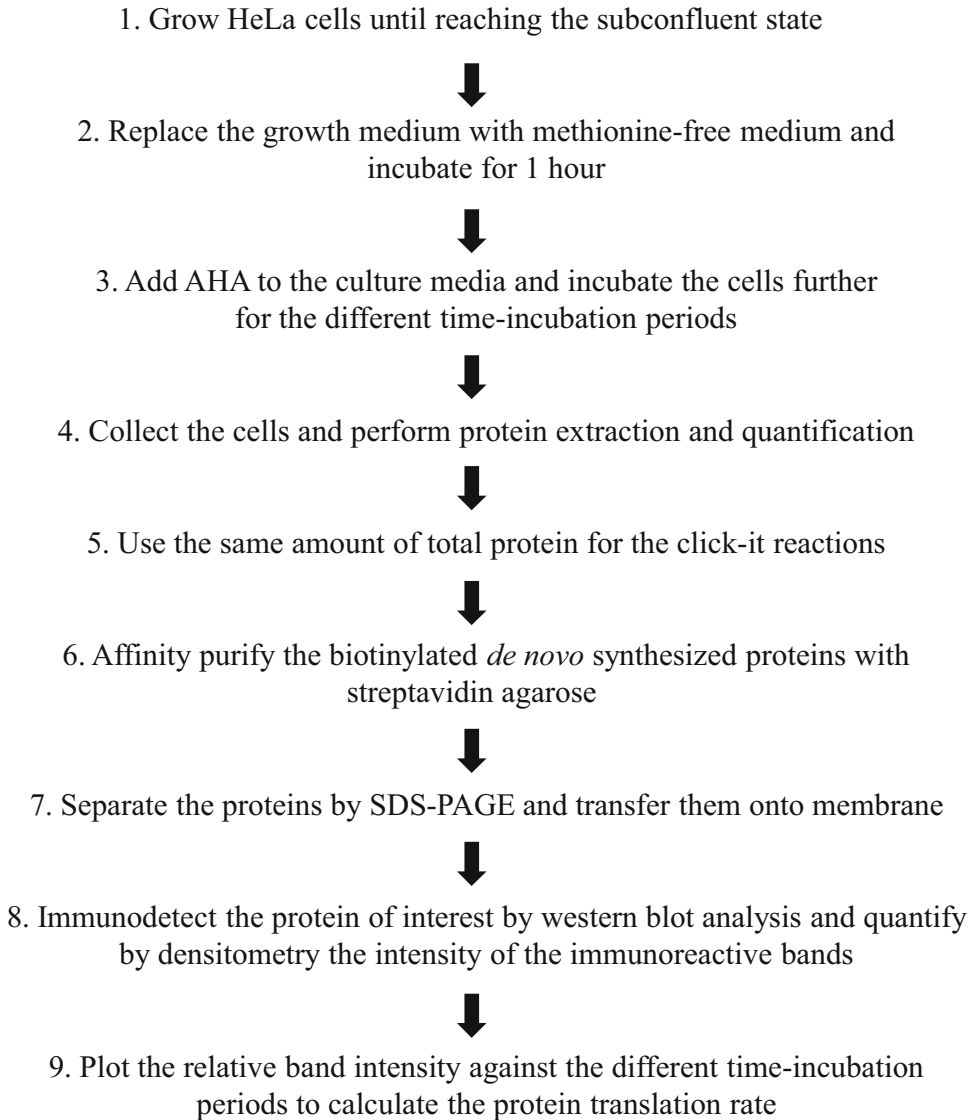 1. Grow HeLa cells until reaching the subconfluent state
2. Replace the growth medium with methionine-free medium and
incubate for 1 hour
3. Add AHA to the culture media and incubate the cells further
for the different time-incubation periods
4. Collect the cells and perform protein extraction and quantification
5. Use the same amount of total protein for the click-it reactions
6. Affinity purify the biotinylated de novo synthesized proteins with
streptavidin agarose
7. Separate the proteins by SDS-PAGE and transfer them onto membrane
8. Immunodetect the protein of interest by western blot analysis and quantify
by densitometry the intensity of the immunoreactive bands
9. Plot the relative band intensity against the different time-incubation
periods to calculate the protein translation rate